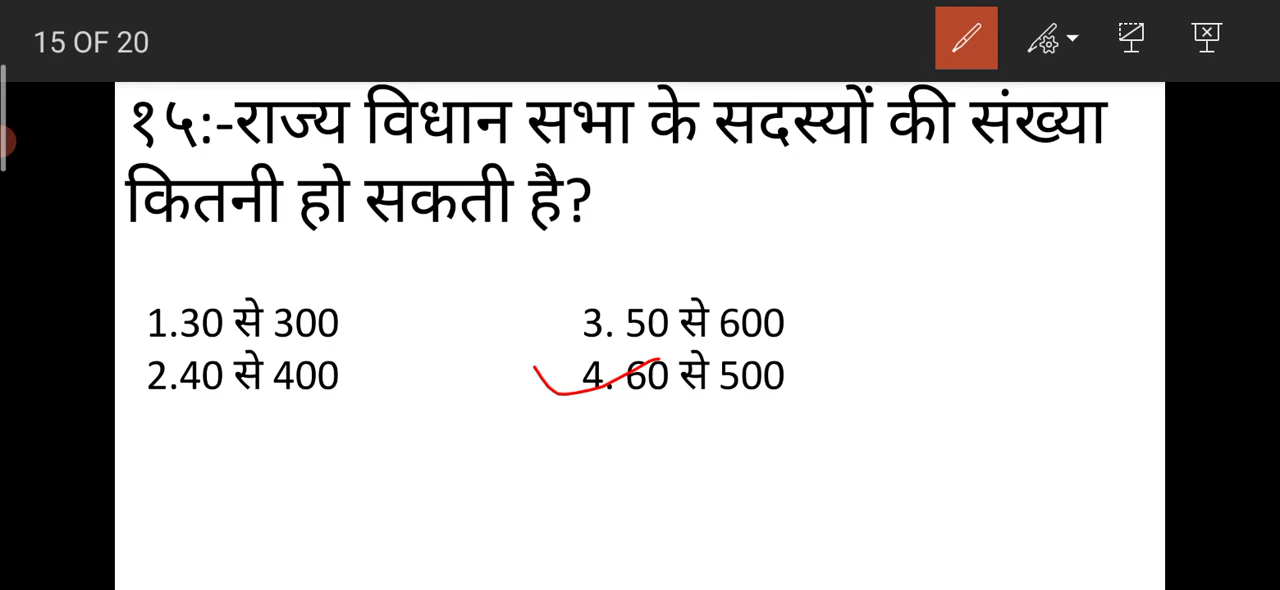 15 OF 20
१५:-राज्य विधान सभा के सदस्यों की संख्या
कितनी हो सकती है?
1.30 से 300
2.40 से 400
3. 50 से 600
4. 60 से 500